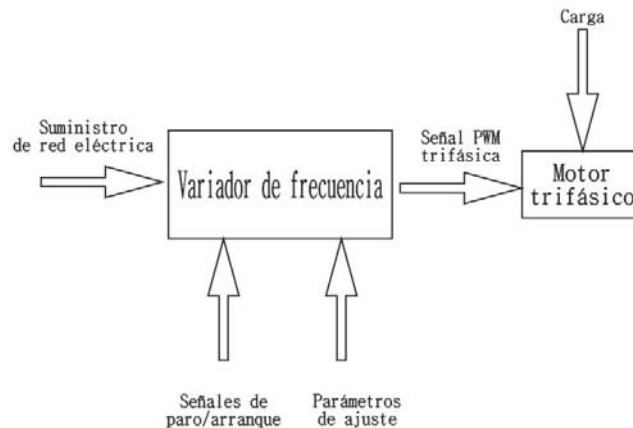 Carga
Suministro
de red eléctrica
Variador de frecuencia
Señal PWM
trifásica
Motor
trifásico
Señales de
paro/arranque
Parámetros
de ajuste